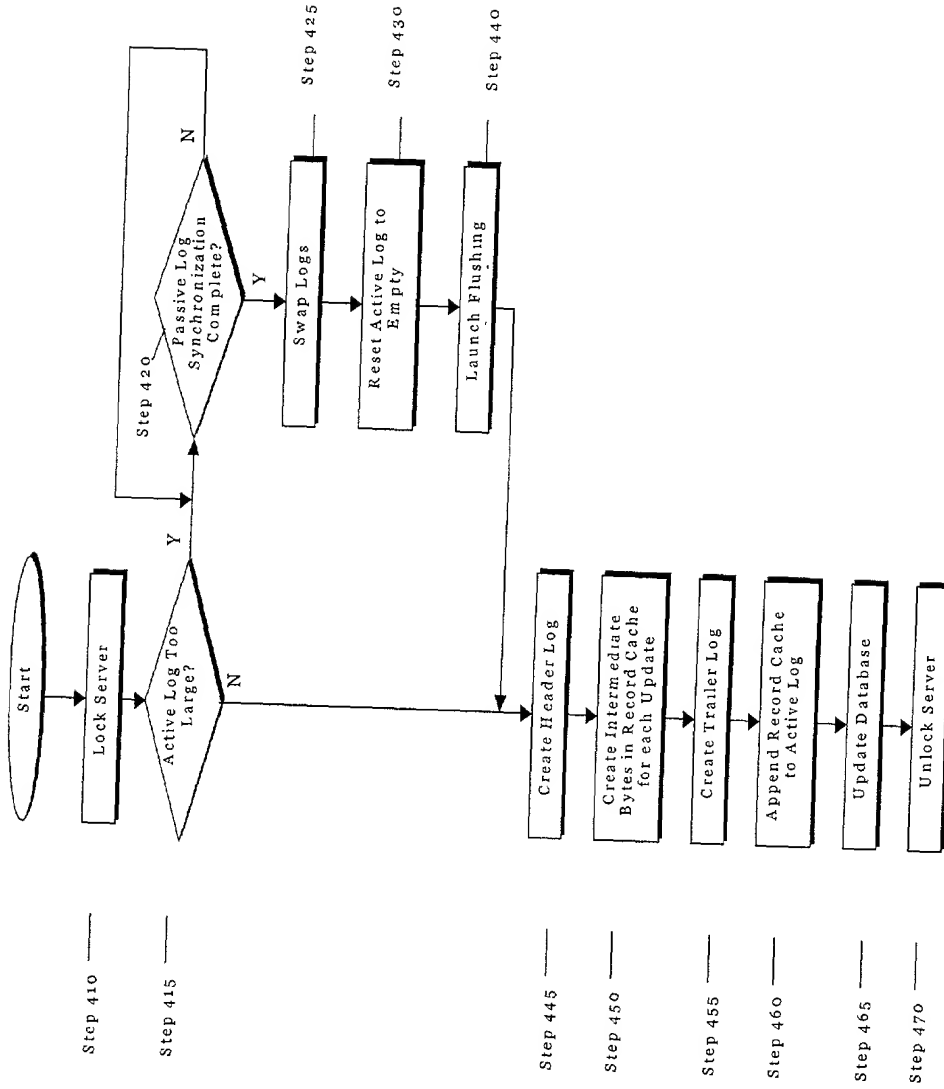 Start
Step 410
Lock Server
Step 415
Active Log Too
Large?
Y
N
Step 420
Passive Log
Synchronization
Complete?
N
Y
Swap Logs
Step 425
Reset Active Log to
Empty
Step 430
Launch Flushing
Step 440
Step 445
Create Header Log
Step 450
Create Intermediate
Bytes in Record Cache
for each Update
Step 455
Create Trailer Log
Step 460
Append Record Cache
to Active Log
Step 465
Update Database
Step 470
Unlock Server